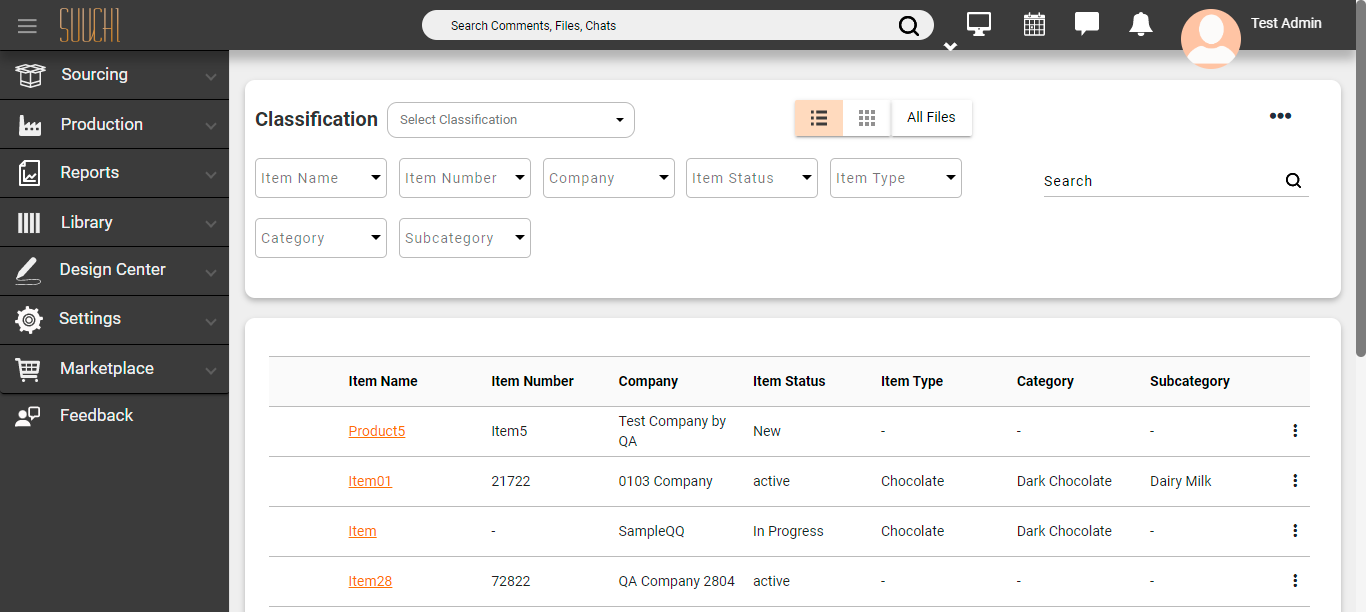 SUUCHI
Search Comments, Files, Chats
Test Admin
Sourcing
Production
Reports
Library
Design Center
Settings
Marketplace
Feedback
Classification
Select Classification
All Files
Item Name
Item Number
Company
Item Status
Item Type
Search
Category
Subcategory
Item Name Item Number Company Item Status Item Type Category Subcategory
Product5 Item5 Test Company by QA New - - -
Item01 21722 0103 Company active Chocolate Dark Chocolate Dairy Milk
Item - SampleQQ In Progress Chocolate Dark Chocolate -
Item28 72822 QA Company 2804 active - - -